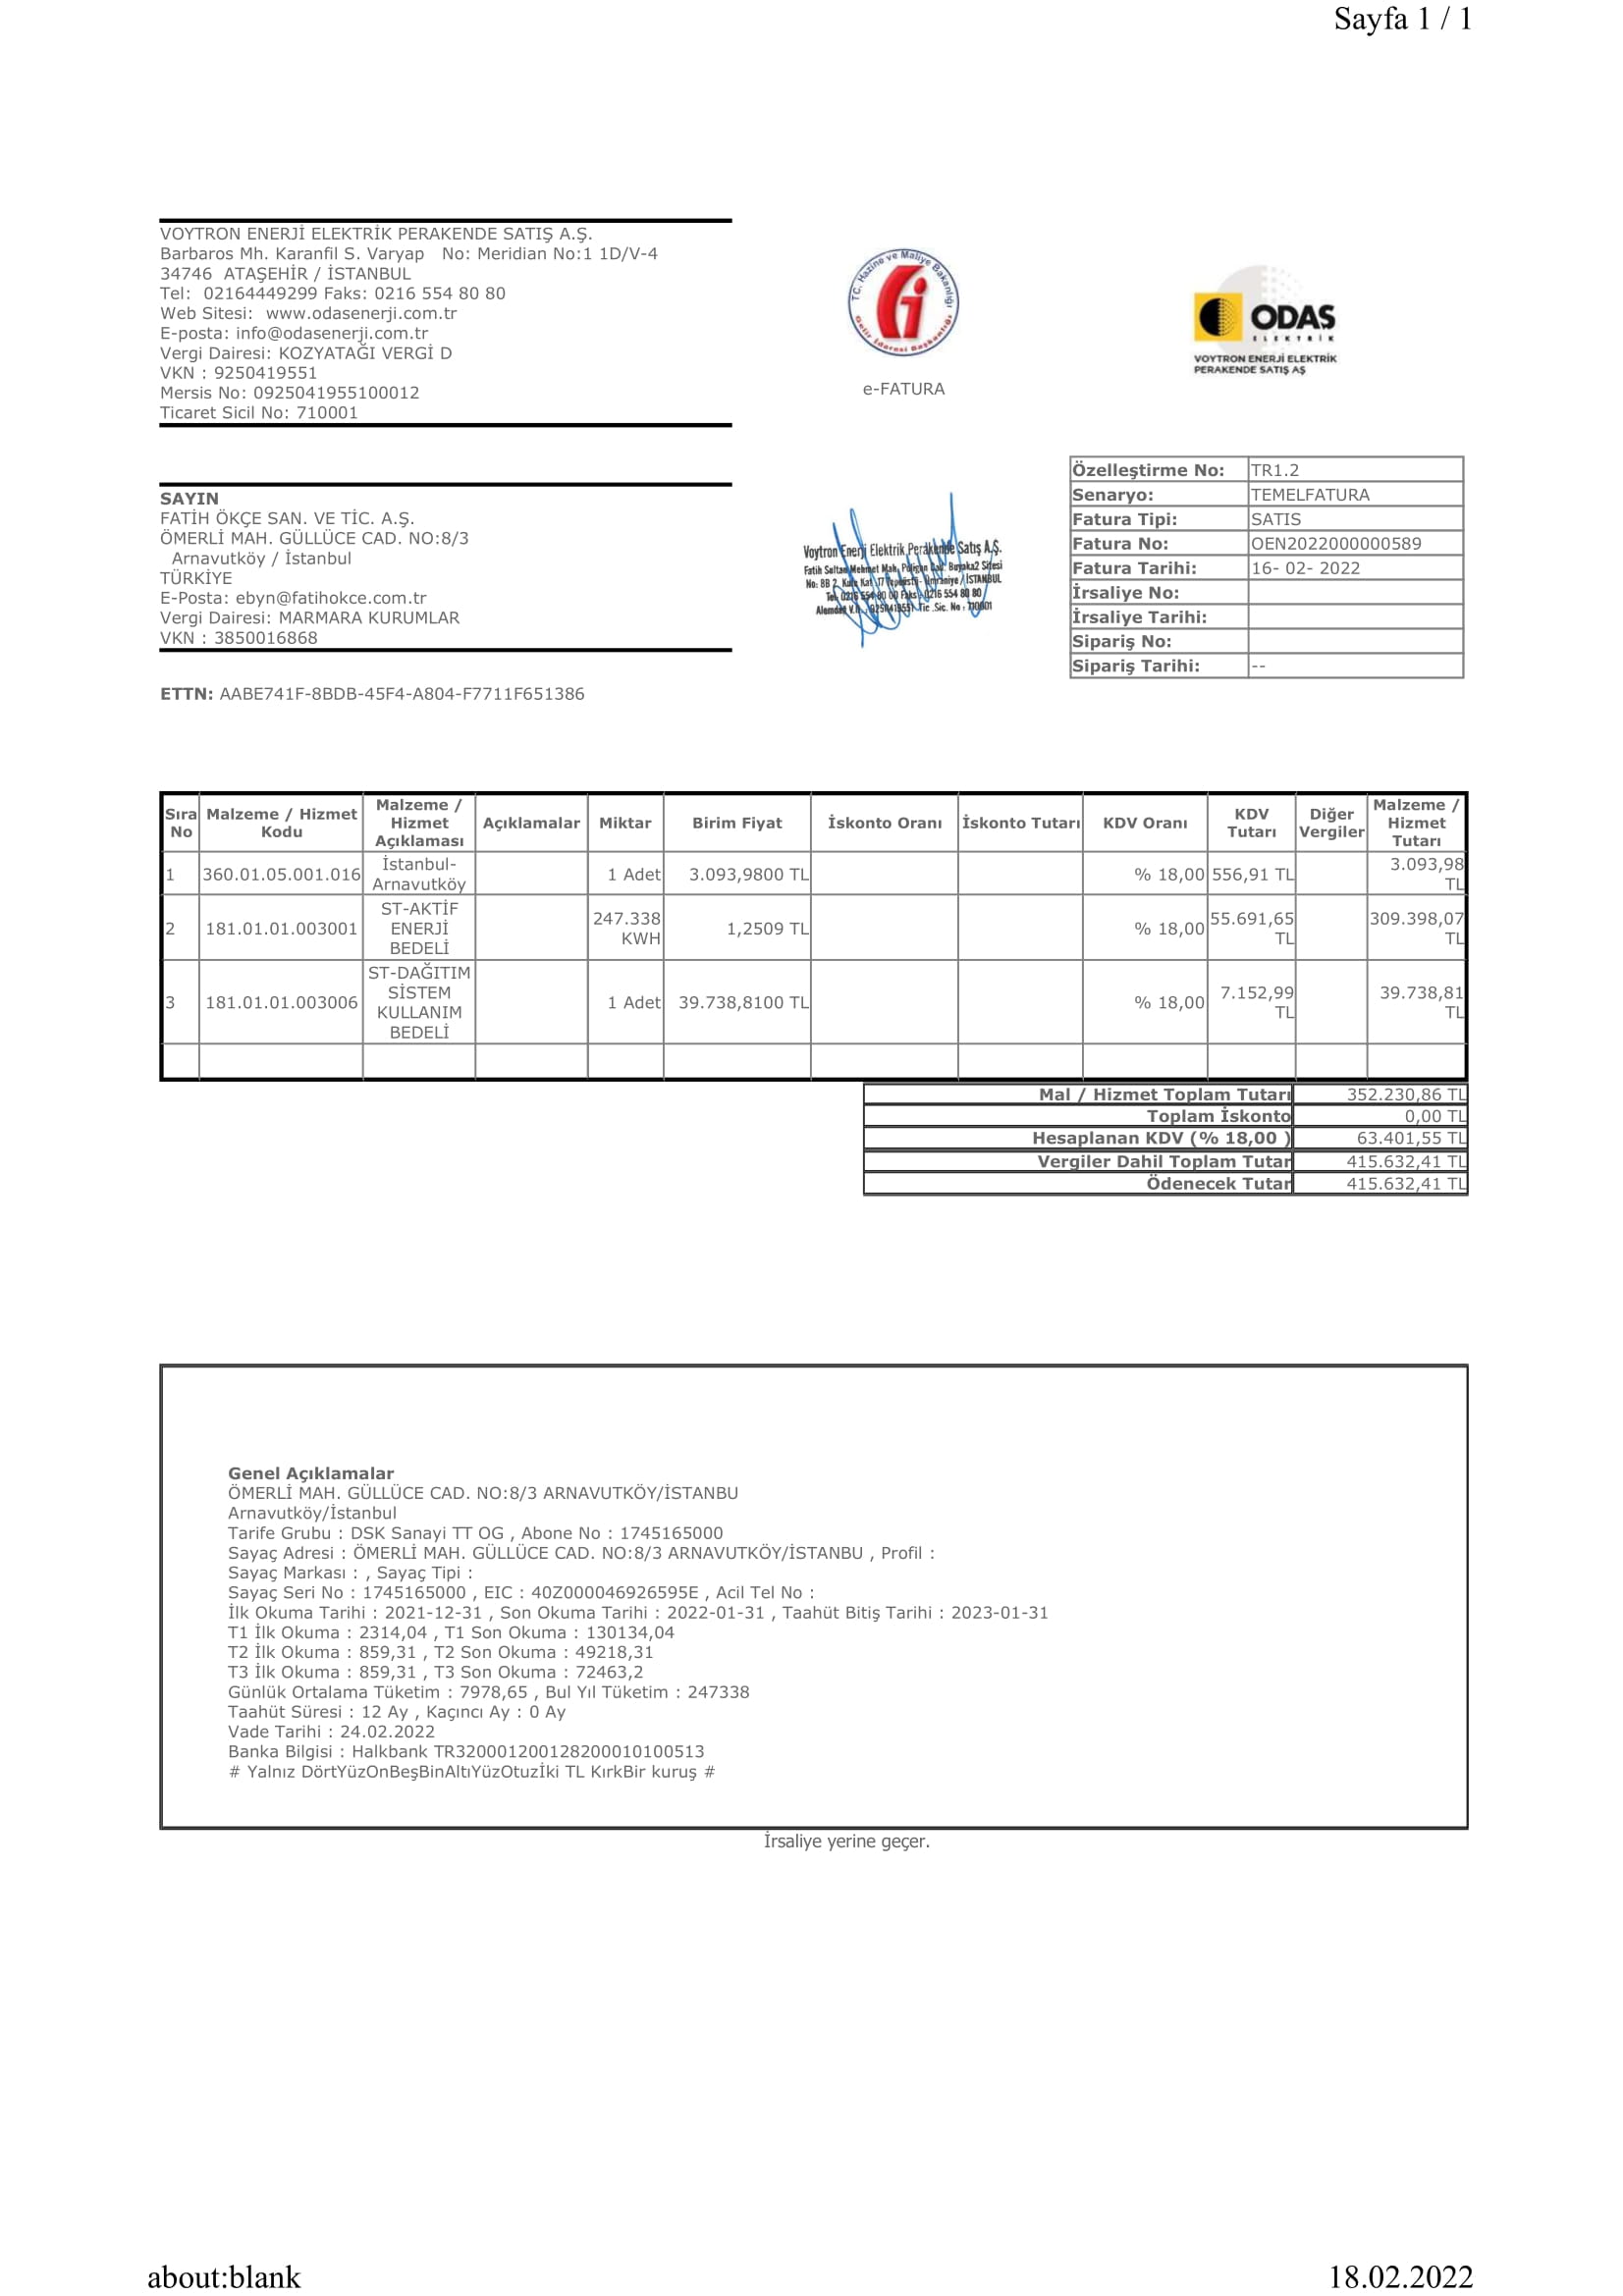 Sayfa 1 / 1
VOYTRON ENERJİ ELEKTRİK PERAKENDE SATIŞ A.Ş.
Barbaros Mh. Karanfil S. Varyap No: Meridian No:1 1D/V-4
34746 ATAŞEHİR / İSTANBUL
Tel: 02164449299 Faks: 0216 554 80 80
Web Sitesi: www.odasenerji.com.tr
E-posta: info@odasenerji.com.tr
Vergi Dairesi: KOZYATAĞI VERGİ D
VKN : 9250419551
Mersis No: 0925041955100012
Ticaret Sicil No: 710001
T.C. Hazine ve Maliye Bakanlığı
Gelir İdaresi Başkanlığı
e-FATURA
ODAS
ELEKTRİK
VOYTRON ENERJİ ELEKTRİK
PERAKENDE SATIŞ AŞ
SAYIN
FATİH ÖKÇE SAN. VE TİC. A.Ş.
ÖMERLİ MAH. GÜLLÜCE CAD. NO:8/3
Arnavutköy / İstanbul
TÜRKİYE
E-Posta: ebyn@fatihokce.com.tr
Vergi Dairesi: MARMARA KURUMLAR
VKN : 3850016868
Voytron Enerji Elektrik Perakende Satış A.Ş.
Fatih Sultan Mehmet Mah. Poligon Cad. Buyaka2 Sitesi
No: 8B 2. Kule Kat :17 Tepeüstü - Ümraniye / İSTANBUL
Tel: 0216 554 80 00 Faks : 0216 554 80 80
Alemdağ V.D. : 9250419551 Tic .Sic. No : 710001
Özelleştirme No: TR1.2
Senaryo: TEMELFATURA
Fatura Tipi: SATIS
Fatura No: OEN2022000000589
Fatura Tarihi: 16- 02- 2022
İrsaliye No:
İrsaliye Tarihi:
Sipariş No:
Sipariş Tarihi: --
ETTN: AABE741F-8BDB-45F4-A804-F7711F651386
Sıra No Malzeme / Hizmet Kodu Malzeme / Hizmet Açıklaması Açıklamalar Miktar Birim Fiyat İskonto Oranı İskonto Tutarı KDV Oranı KDV Tutarı Diğer Vergiler Malzeme / Hizmet Tutarı
1 360.01.05.001.016 İstanbul-Arnavutköy 1 Adet 3.093,9800 TL % 18,00 556,91 TL 3.093,98 TL
2 181.01.01.003001 ST-AKTİF ENERJİ BEDELİ 247.338 KWH 1,2509 TL % 18,00 55.691,65 TL 309.398,07 TL
3 181.01.01.003006 ST-DAĞITIM SİSTEM KULLANIM BEDELİ 1 Adet 39.738,8100 TL % 18,00 7.152,99 TL 39.738,81 TL
Mal / Hizmet Toplam Tutarı 352.230,86 TL
Toplam İskonto 0,00 TL
Hesaplanan KDV (% 18,00 ) 63.401,55 TL
Vergiler Dahil Toplam Tutar 415.632,41 TL
Ödenecek Tutar 415.632,41 TL
Genel Açıklamalar
ÖMERLİ MAH. GÜLLÜCE CAD. NO:8/3 ARNAVUTKÖY/İSTANBU
Arnavutköy/İstanbul
Tarife Grubu : DSK Sanayi TT OG , Abone No : 1745165000
Sayaç Adresi : ÖMERLİ MAH. GÜLLÜCE CAD. NO:8/3 ARNAVUTKÖY/İSTANBU , Profil :
Sayaç Markası : , Sayaç Tipi :
Sayaç Seri No : 1745165000 , EIC : 40Z000046926595E , Acil Tel No :
İlk Okuma Tarihi : 2021-12-31 , Son Okuma Tarihi : 2022-01-31 , Taahüt Bitiş Tarihi : 2023-01-31
T1 İlk Okuma : 2314,04 , T1 Son Okuma : 130134,04
T2 İlk Okuma : 859,31 , T2 Son Okuma : 49218,31
T3 İlk Okuma : 859,31 , T3 Son Okuma : 72463,2
Günlük Ortalama Tüketim : 7978,65 , Bul Yıl Tüketim : 247338
Taahüt Süresi : 12 Ay , Kaçıncı Ay : 0 Ay
Vade Tarihi : 24.02.2022
Banka Bilgisi : Halkbank TR320001200128200010100513
# Yalnız DörtYüzOnBeşBinAltıYüzOtuzİki TL KırkBir kuruş #
İrsaliye yerine geçer.
about:blank
18.02.2022